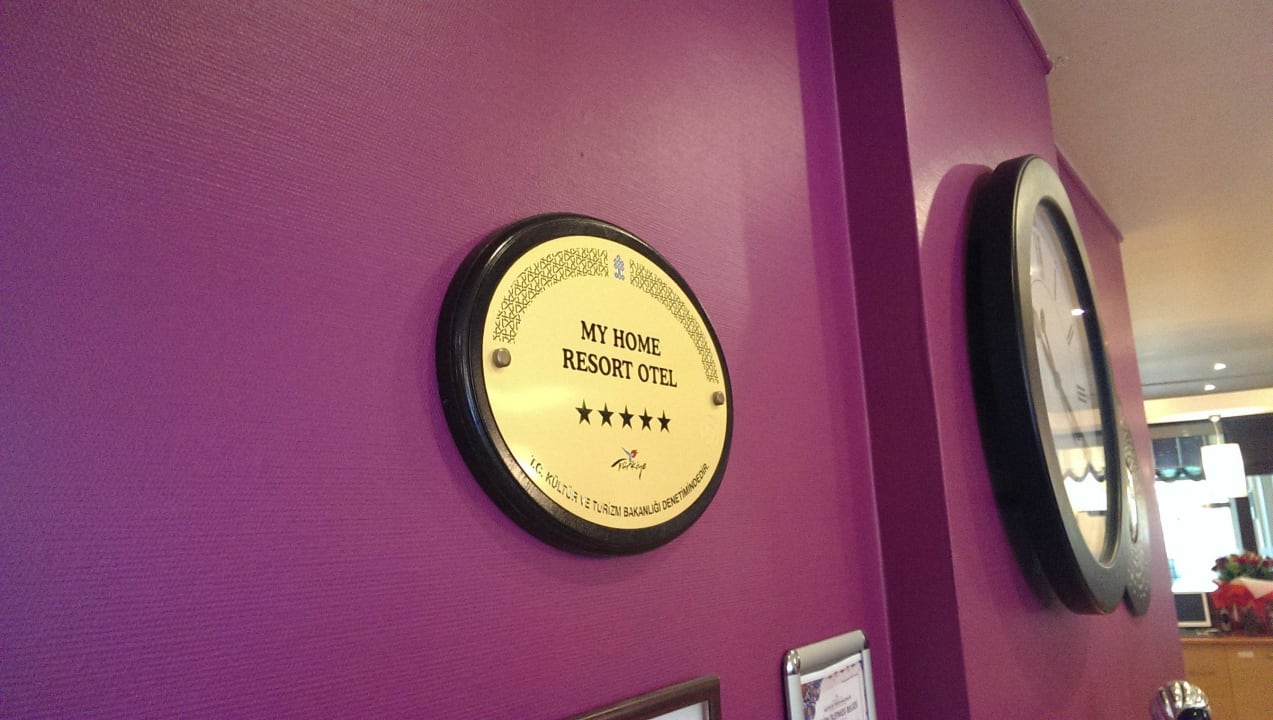 MY HOME
RESORT OTEL
★★★★★
Türkiye
T.C. KÜLTÜR VE TURİZM BAKANLIĞI DENETİMİNDEDİR.